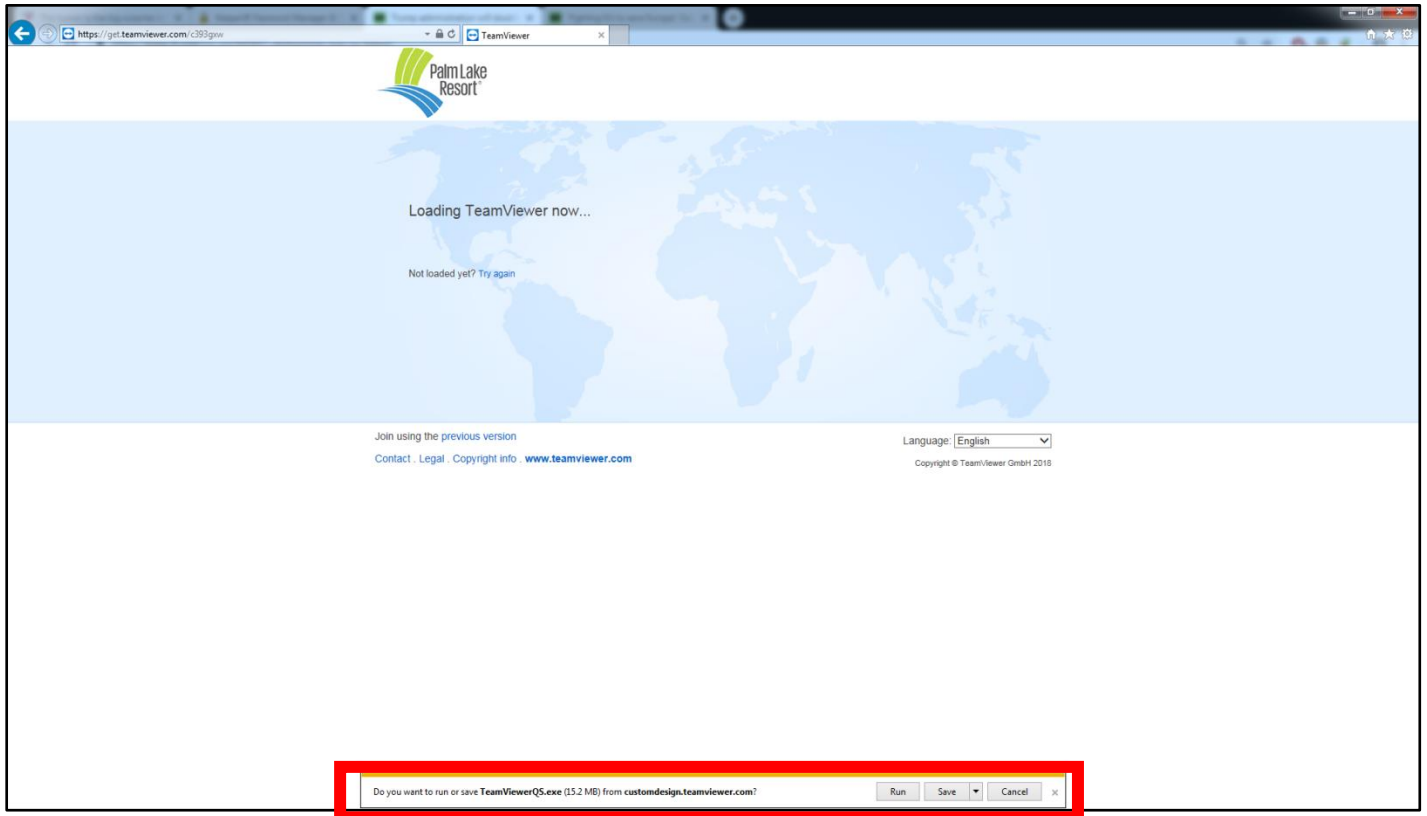 https://get.teamviewer.com/c393gxw
TeamViewer
Palm Lake
Resort
Loading TeamViewer now...
Not loaded yet? Try again
Join using the previous version
Language: English
Contact . Legal . Copyright info . www.teamviewer.com
Copyright © TeamViewer GmbH 2018
Do you want to run or save TeamViewerQS.exe (15.2 MB) from customdesign.teamviewer.com?
Run Save Cancel